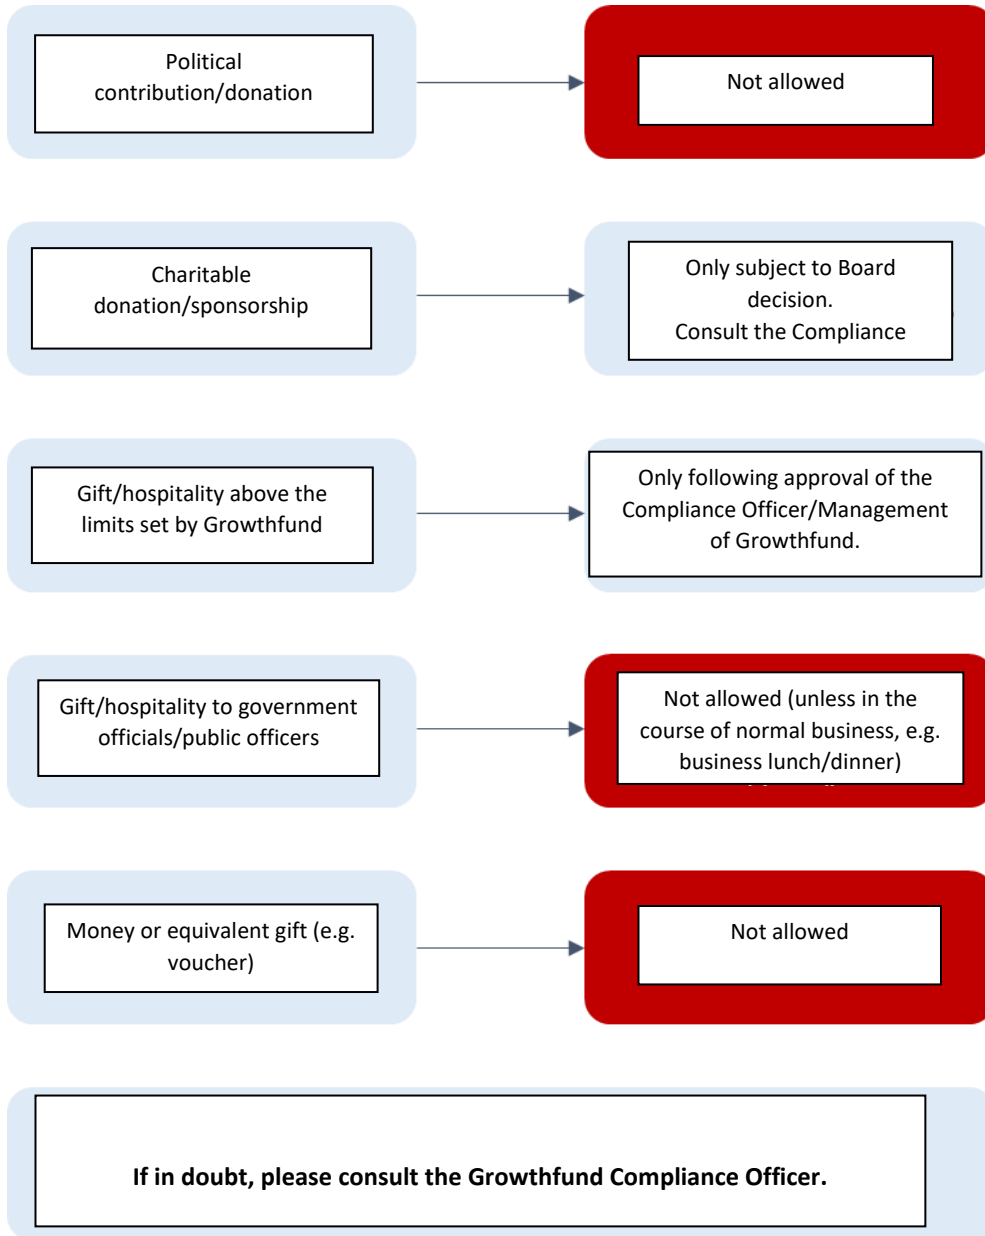 Political
contribution/donation
Not allowed
Charitable
donation/sponsorship
Only subject to Board
decision.
Consult the Compliance
Gift/hospitality above the
limits set by Growthfund
Only following approval of the
Compliance Officer/Management
of Growthfund.
Gift/hospitality to government
officials/public officers
Not allowed (unless in the
course of normal business, e.g.
business lunch/dinner)
Money or equivalent gift (e.g.
voucher)
Not allowed
If in doubt, please consult the Growthfund Compliance Officer.